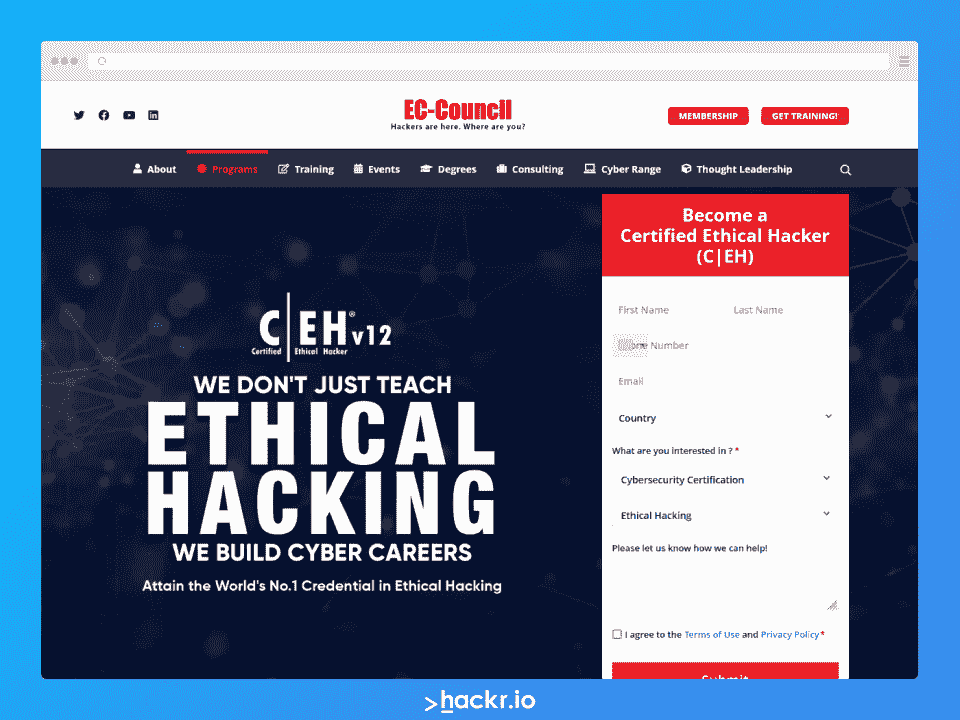 EC-Council
Hackers are here. Where are you?
MEMBERSHIP
GET TRAINING!
About
Programs
Training
Events
Degrees
Consulting
Cyber Range
Thought Leadership
C|EH® v12
Certified Ethical Hacker
WE DON'T JUST TEACH
ETHICAL
HACKING
WE BUILD CYBER CAREERS
Attain the World's No.1 Credential in Ethical Hacking
Become a
Certified Ethical Hacker
(C|EH)
First Name
Last Name
Number
Email
Country
What are you interested in ? *
Cybersecurity Certification
Ethical Hacking
Please let us know how we can help!
I agree to the Terms of Use and Privacy Policy*
Submit
>hackr.io